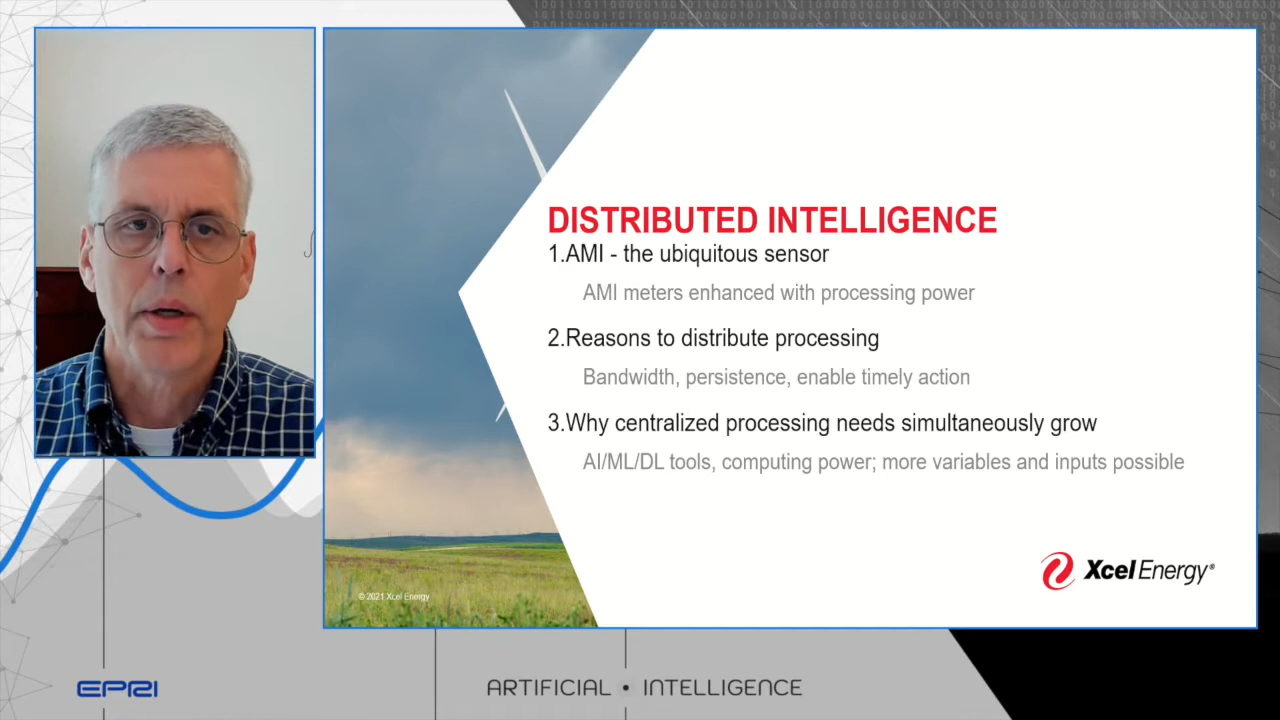 DISTRIBUTED INTELLIGENCE
1.AMI - the ubiquitous sensor
AMI meters enhanced with processing power
2.Reasons to distribute processing
Bandwidth, persistence, enable timely action
3.Why centralized processing needs simultaneously grow
AI/ML/DL tools, computing power; more variables and inputs possible
Xcel Energy®
© 2021 Xcel Energy
EPRI
ARTIFICIAL • INTELLIGENCE